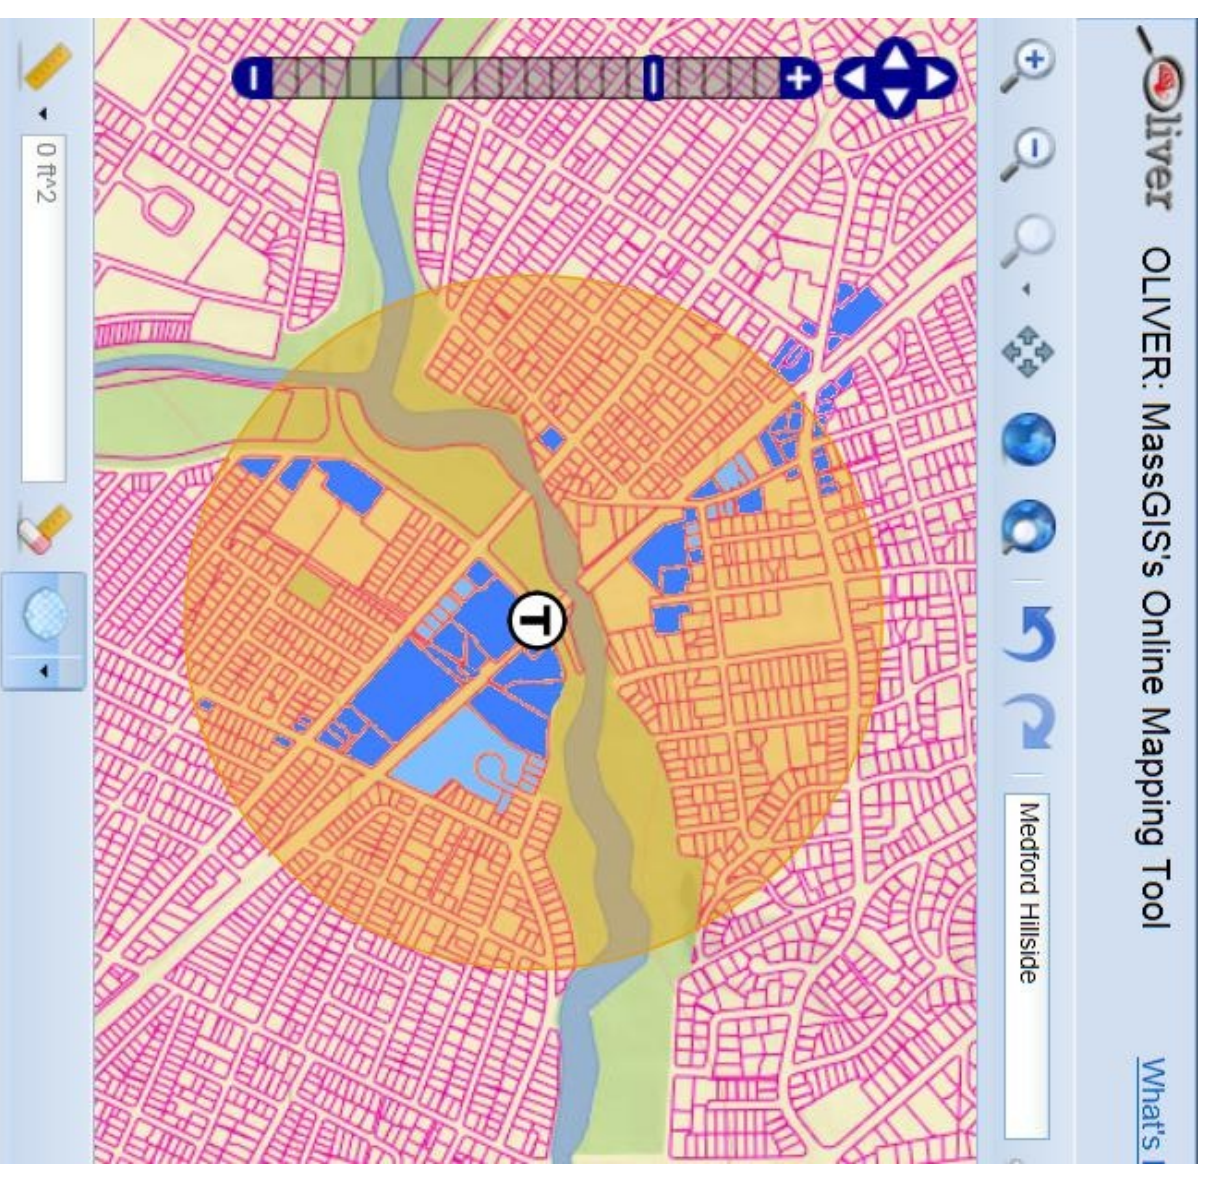 Oliver OLIVER: MassGIS's Online Mapping Tool
What's
Medford Hillside
T
0 ft^2